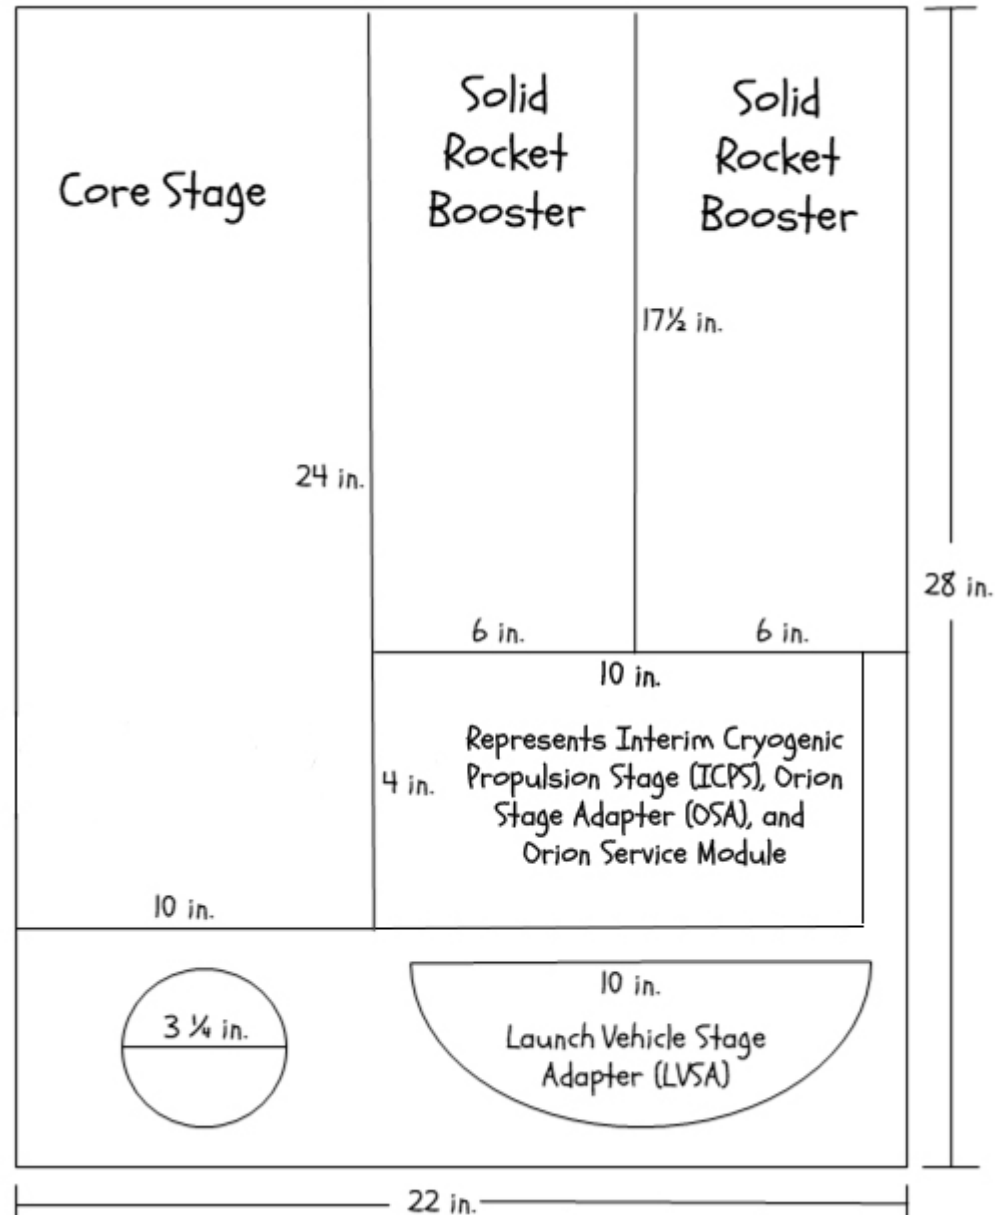 Core Stage
Solid
Rocket
Booster
Solid
Rocket
Booster
17½ in.
24 in.
28 in.
6 in.
6 in.
10 in.
4 in.
Represents Interim Cryogenic
Propulsion Stage (ICPS), Orion
Stage Adapter (OSA), and
Orion Service Module
10 in.
3 ¼ in.
10 in.
Launch Vehicle Stage
Adapter (LVSA)
22 in.